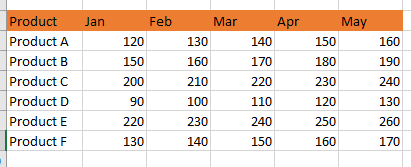 Product Jan Feb Mar Apr May
Product A 120 130 140 150 160
Product B 150 160 170 180 190
Product C 200 210 220 230 240
Product D 90 100 110 120 130
Product E 220 230 240 250 260
Product F 130 140 150 160 170